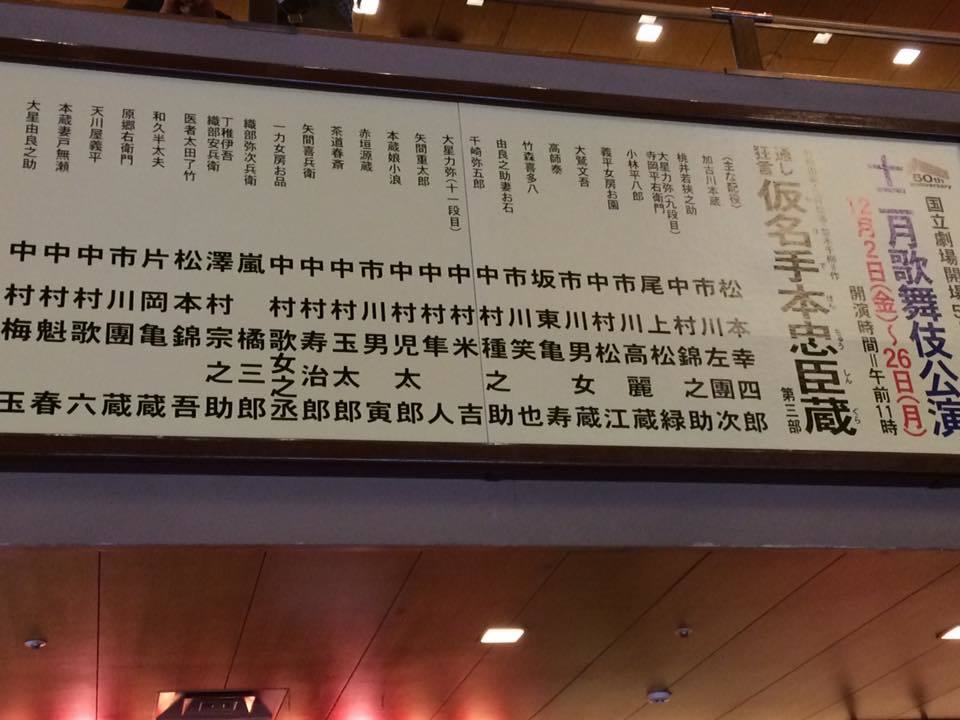 50th
anniversary
国立劇場開場5
十二月歌舞伎公演
12月2日(金)〜26日(月)
開演時間=午前11時
通し狂言 仮名手本忠臣蔵 第三部
(主な配役)
加古川本蔵 松本幸四郎
桃井若狭之助 市川左團次
大星力弥(九段目)
寺岡平右衛門 中村錦之助
小林平八郎 尾上松緑
義平女房お園 市川高麗蔵
大鷲文吾 中村松江
高師泰 市川男女蔵
竹森喜多八 坂東亀寿
由良之助妻お石 市川笑也
千崎弥五郎 中村種之助
大星力弥(十一段目) 中村米吉
矢間重太郎 中村隼人
本蔵娘小浪 中村児太郎
赤垣源蔵 市川男寅
茶道春斎 中村玉太郎
矢間喜兵衛 中村寿治郎
一力女房お品 中村歌女之丞
織部弥次兵衛 嵐橘三郎
丁稚伊吾
織部安兵衛 澤村宗之助
医者太田了竹 松本錦吾
和久半太夫 片岡亀蔵
原郷右衛門 市川團蔵
天川屋義平 中村歌六
本蔵妻戸無瀬 中村魁春
大星由良之助 中村梅玉